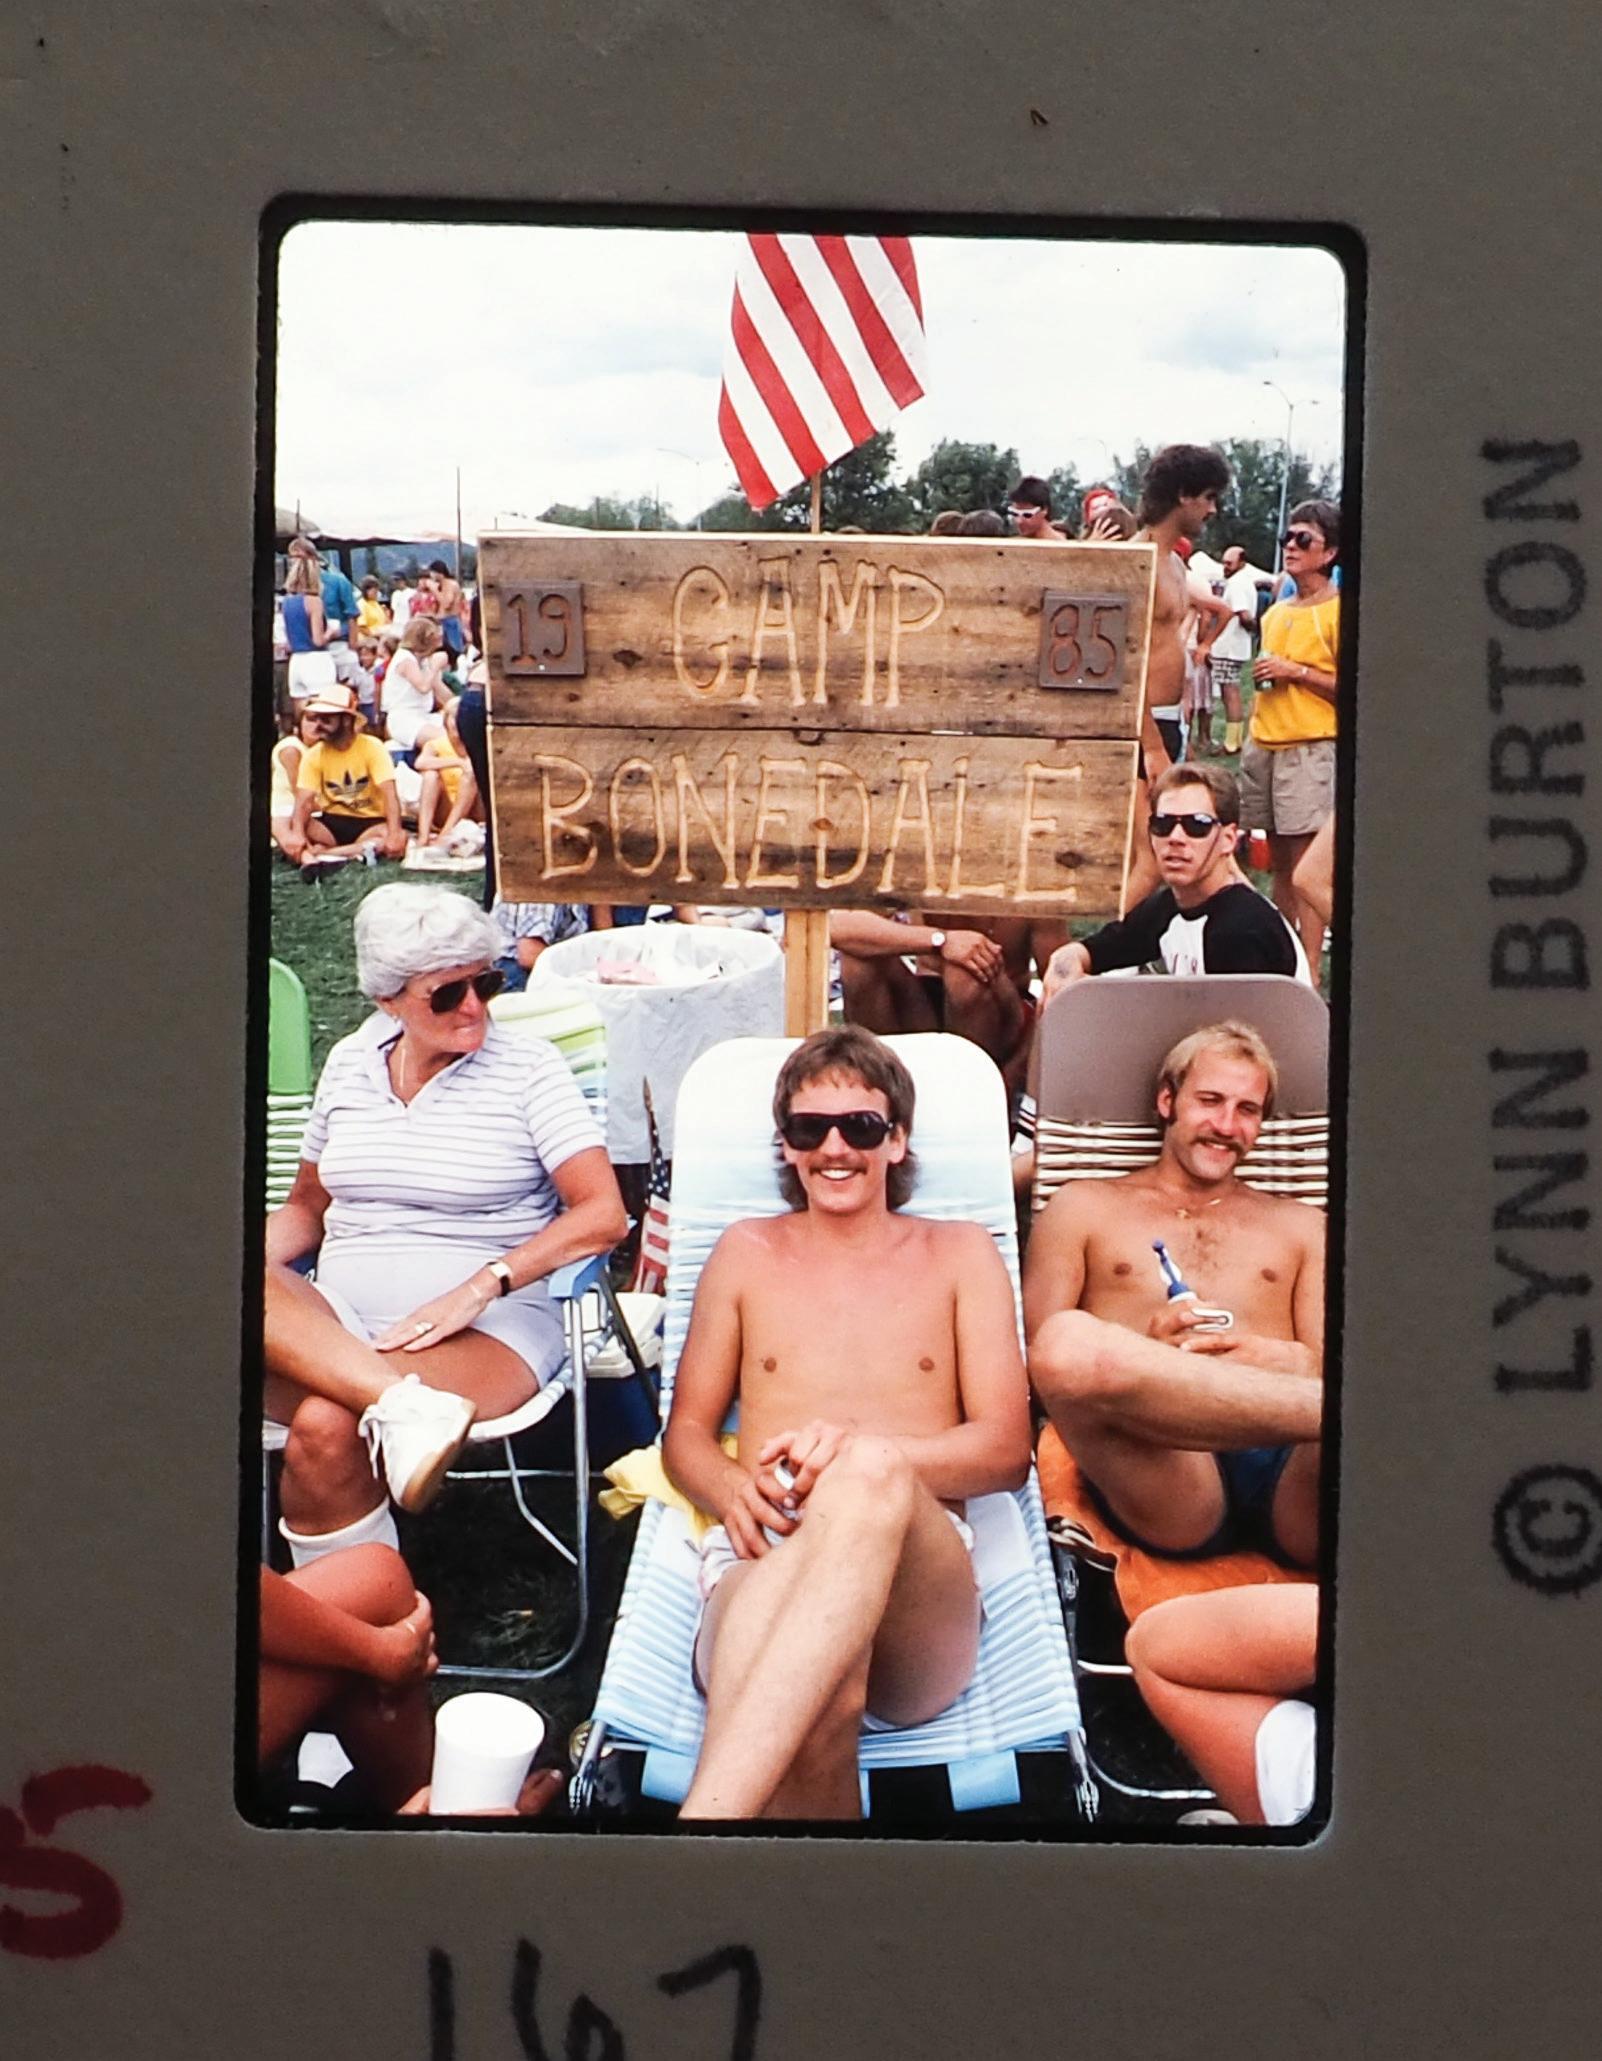 19 CAMP 85
BONEDALE
© LYNN BURTON
167